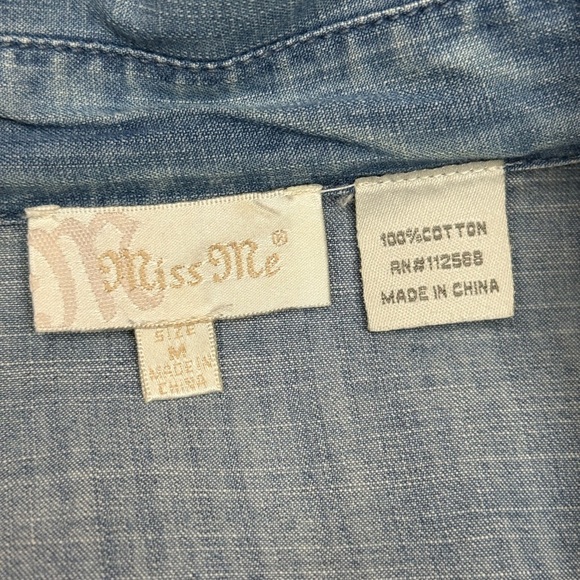 Miss Me®
SIZE
M
MADE IN
CHINA
100%COTTON
RN#112568
MADE IN CHINA